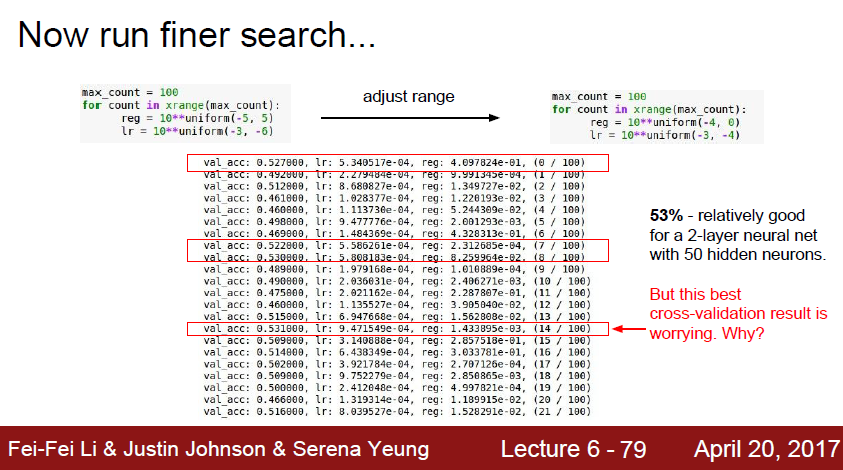 Now run finer search...
max_count = 100
for count in xrange(max_count):
reg = 10**uniform(-5, 5)
lr = 10**uniform(-3, -6)
adjust range
max_count = 100
for count in xrange(max_count):
reg = 10**uniform(-4, 0)
lr = 10**uniform(-3, -4)
val_acc: 0.527000, lr: 5.340517e-04, reg: 4.097824e-01, (0 / 100)
val_acc: 0.492000, lr: 2.279484e-04, reg: 9.991345e-04, (1 / 100)
val_acc: 0.512000, lr: 8.680827e-04, reg: 1.349727e-02, (2 / 100)
val_acc: 0.461000, lr: 1.028377e-04, reg: 1.220193e-02, (3 / 100)
val_acc: 0.460000, lr: 1.113730e-04, reg: 5.244309e-02, (4 / 100)
val_acc: 0.498000, lr: 9.477776e-04, reg: 2.001293e-03, (5 / 100)
val_acc: 0.469000, lr: 1.484369e-04, reg: 4.328313e-01, (6 / 100)
val_acc: 0.522000, lr: 5.586261e-04, reg: 2.312685e-04, (7 / 100)
val_acc: 0.530000, lr: 5.808183e-04, reg: 8.259964e-02, (8 / 100)
val_acc: 0.489000, lr: 1.979168e-04, reg: 1.010889e-04, (9 / 100)
val_acc: 0.490000, lr: 2.036031e-04, reg: 2.406271e-03, (10 / 100)
val_acc: 0.475000, lr: 2.021162e-04, reg: 2.287807e-01, (11 / 100)
val_acc: 0.460000, lr: 1.135527e-04, reg: 3.905040e-02, (12 / 100)
val_acc: 0.515000, lr: 6.947668e-04, reg: 1.562808e-02, (13 / 100)
val_acc: 0.531000, lr: 9.471549e-04, reg: 1.433895e-03, (14 / 100)
val_acc: 0.509000, lr: 3.140888e-04, reg: 2.857518e-01, (15 / 100)
val_acc: 0.514000, lr: 6.438349e-04, reg: 3.033781e-01, (16 / 100)
val_acc: 0.502000, lr: 3.921784e-04, reg: 2.707126e-04, (17 / 100)
val_acc: 0.509000, lr: 9.752279e-04, reg: 2.850865e-03, (18 / 100)
val_acc: 0.500000, lr: 2.412048e-04, reg: 4.997821e-04, (19 / 100)
val_acc: 0.466000, lr: 1.319314e-04, reg: 1.189915e-02, (20 / 100)
val_acc: 0.516000, lr: 8.039527e-04, reg: 1.528291e-02, (21 / 100)
53% - relatively good
for a 2-layer neural net
with 50 hidden neurons.
But this best
cross-validation result is
worrying. Why?
Fei-Fei Li & Justin Johnson & Serena Yeung
Lecture 6 - 79
April 20, 2017